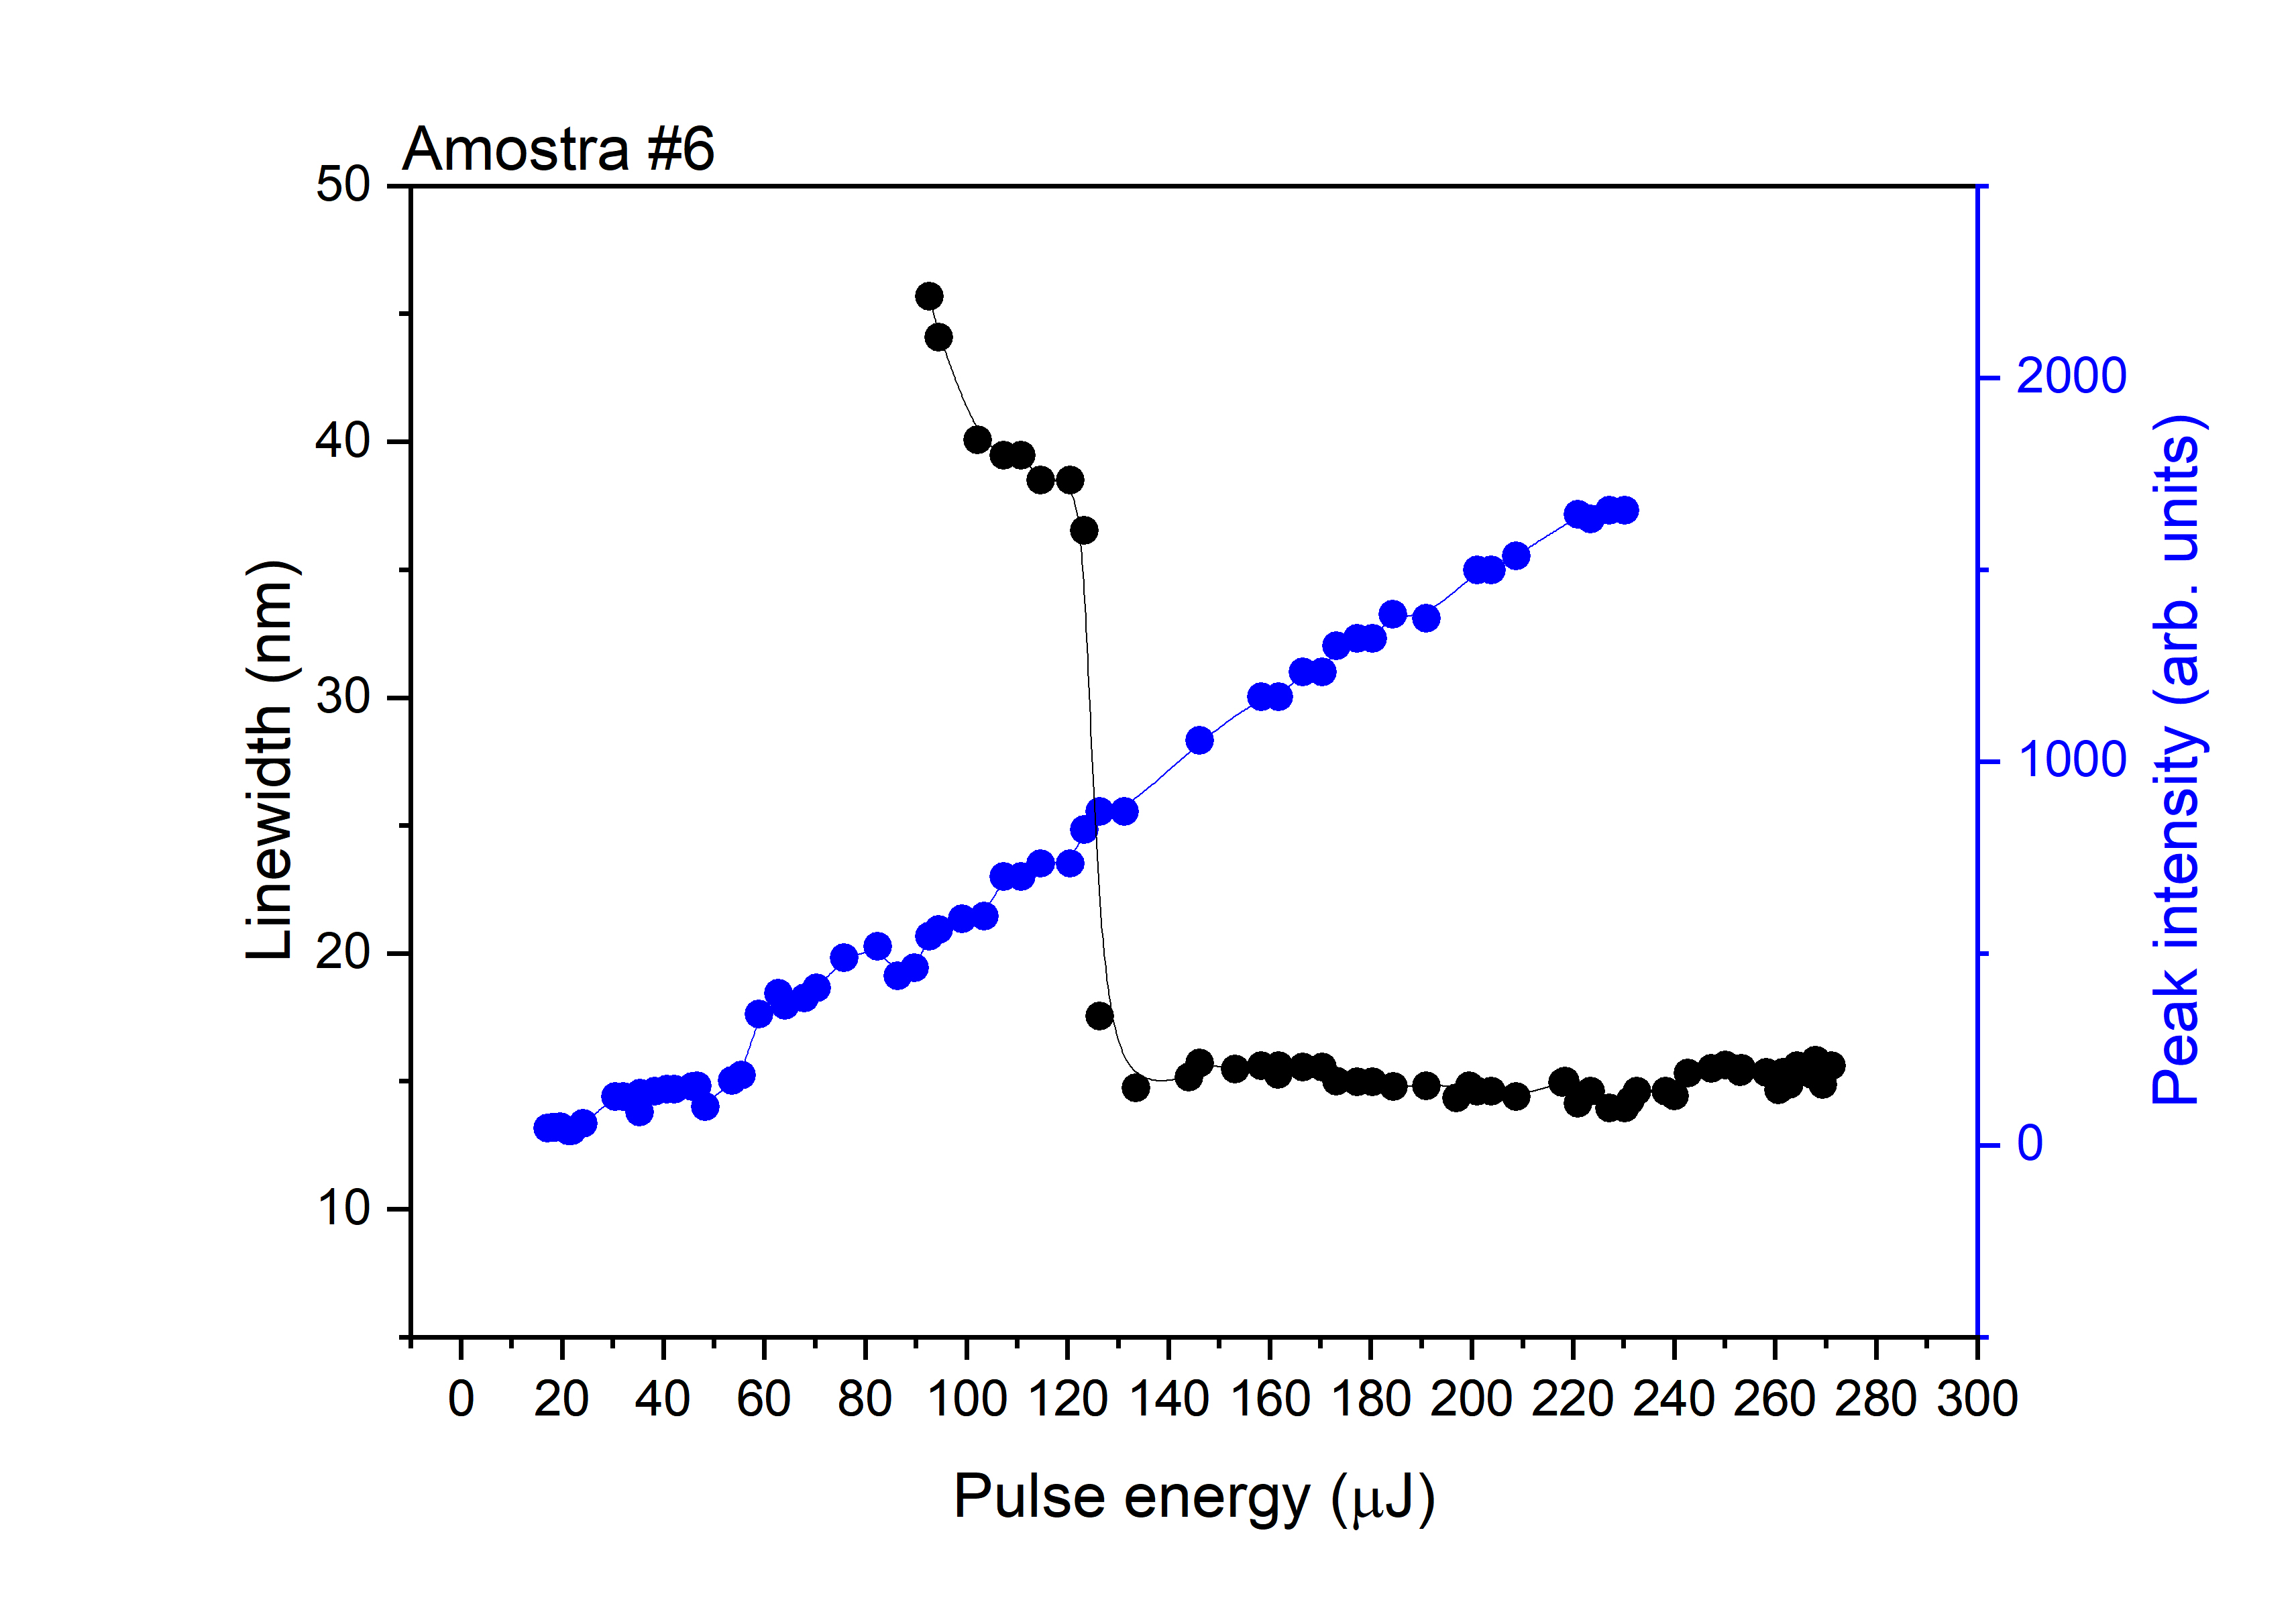 Amostra #6
50
40
30
20
10
Linewidth (nm)
2000
1000
0
Peak intensity (arb. units)
0 20 40 60 80 100 120 140 160 180 200 220 240 260 280 300
Pulse energy (μJ)